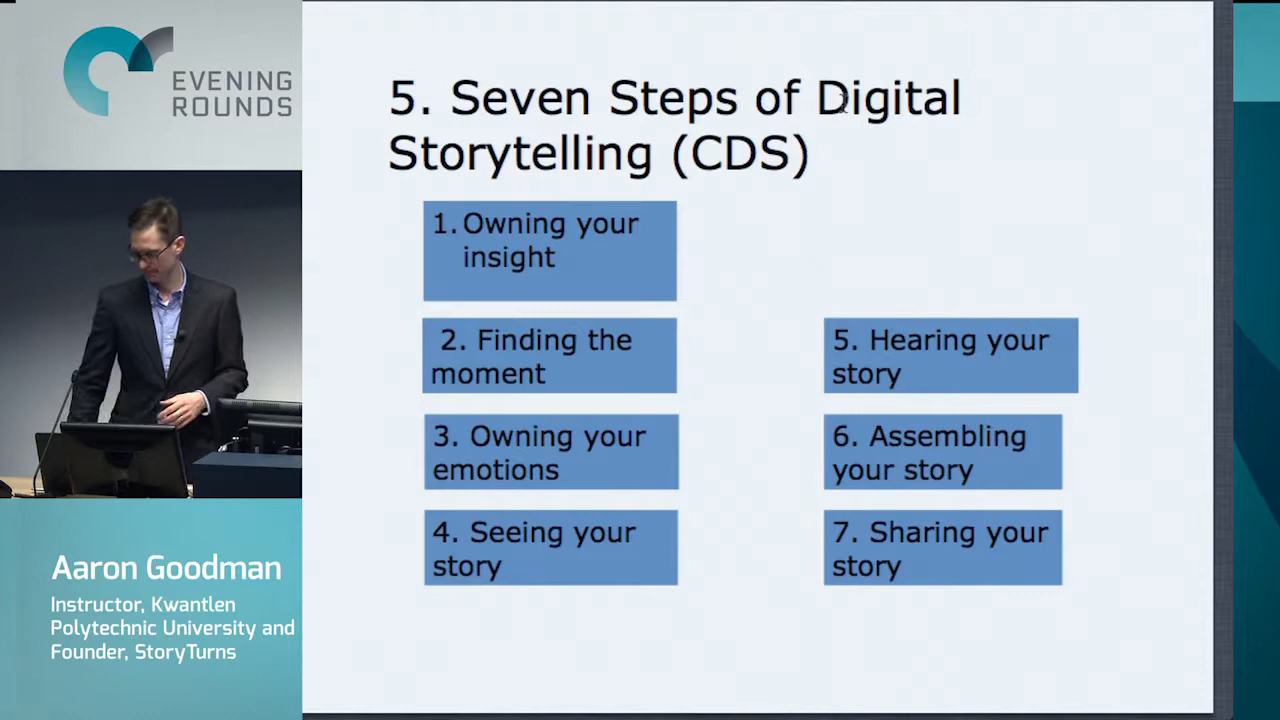 EVENING
ROUNDS
5. Seven Steps of Digital
Storytelling (CDS)
1. Owning your
insight
2. Finding the
moment
3. Owning your
emotions
4. Seeing your
story
5. Hearing your
story
6. Assembling
your story
7. Sharing your
story
Aaron Goodman
Instructor, Kwantlen
Polytechnic University and
Founder, StoryTurns